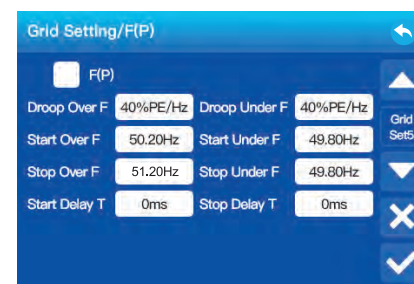 Grid Setting/F(P)
F(P)
Droop Over F 40%PE/Hz Droop Under F 40%PE/Hz
Start Over F 50.20Hz Start Under F 49.80Hz
Stop Over F 51.20Hz Stop Under F 49.80Hz
Start Delay T 0ms Stop Delay T 0ms
Grid
Set5